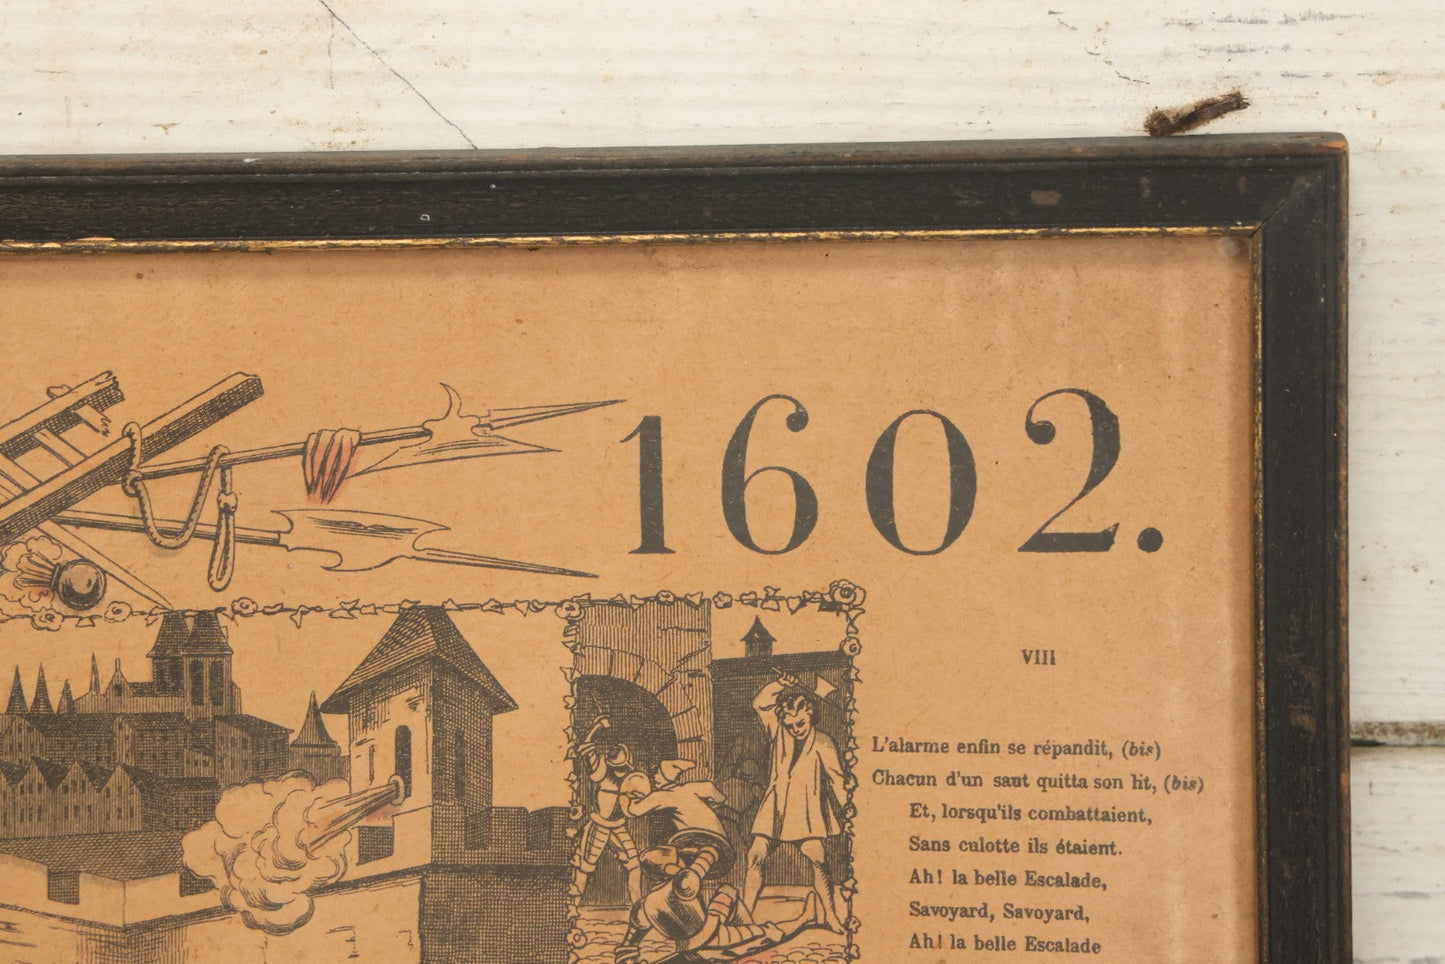 1602.
VIII
L'alarme enfin se répandit, (bis)
Chacun d'un saut quitta son lit, (bis)
Et, lorsqu'ils combattaient,
Sans culotte ils étaient.
Ah! la belle Escalade,
Savoyard, Savoyard,
Ah! la belle Escalade